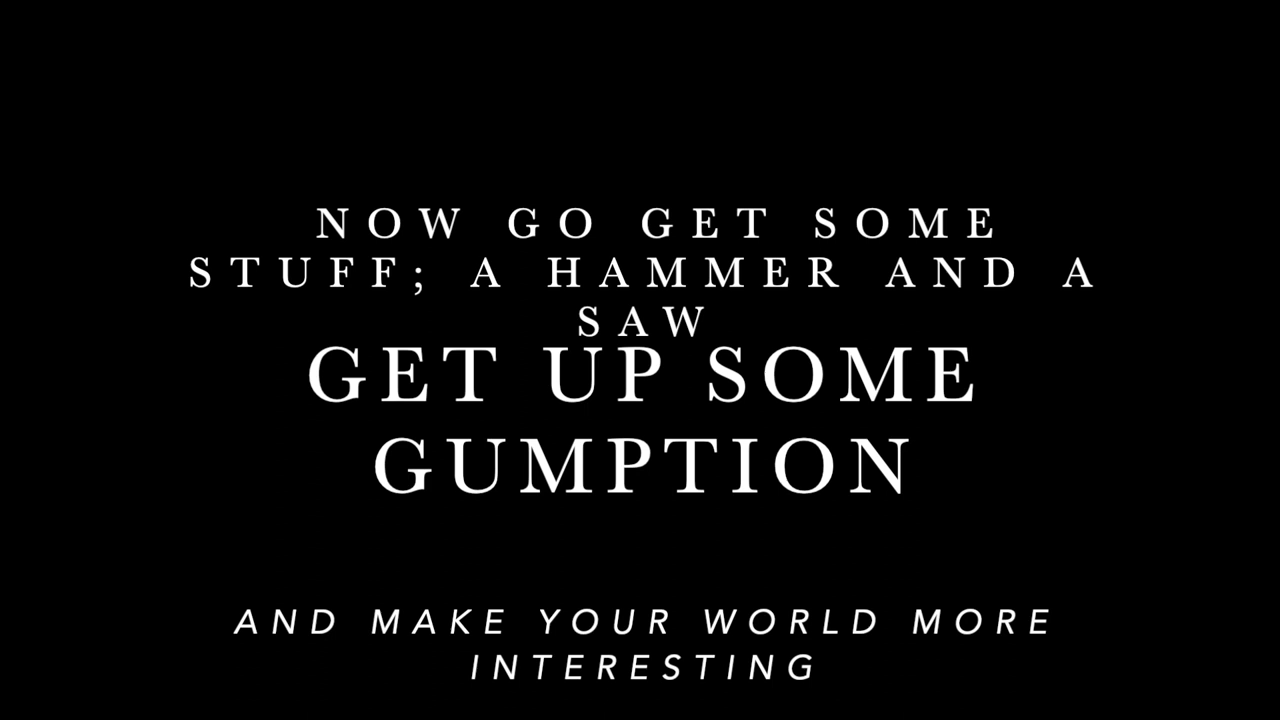 NOW GO GET SOME
STUFF; A HAMMER AND A
SAW
GET UP SOME
GUMPTION
AND MAKE YOUR WORLD MORE
INTERESTING